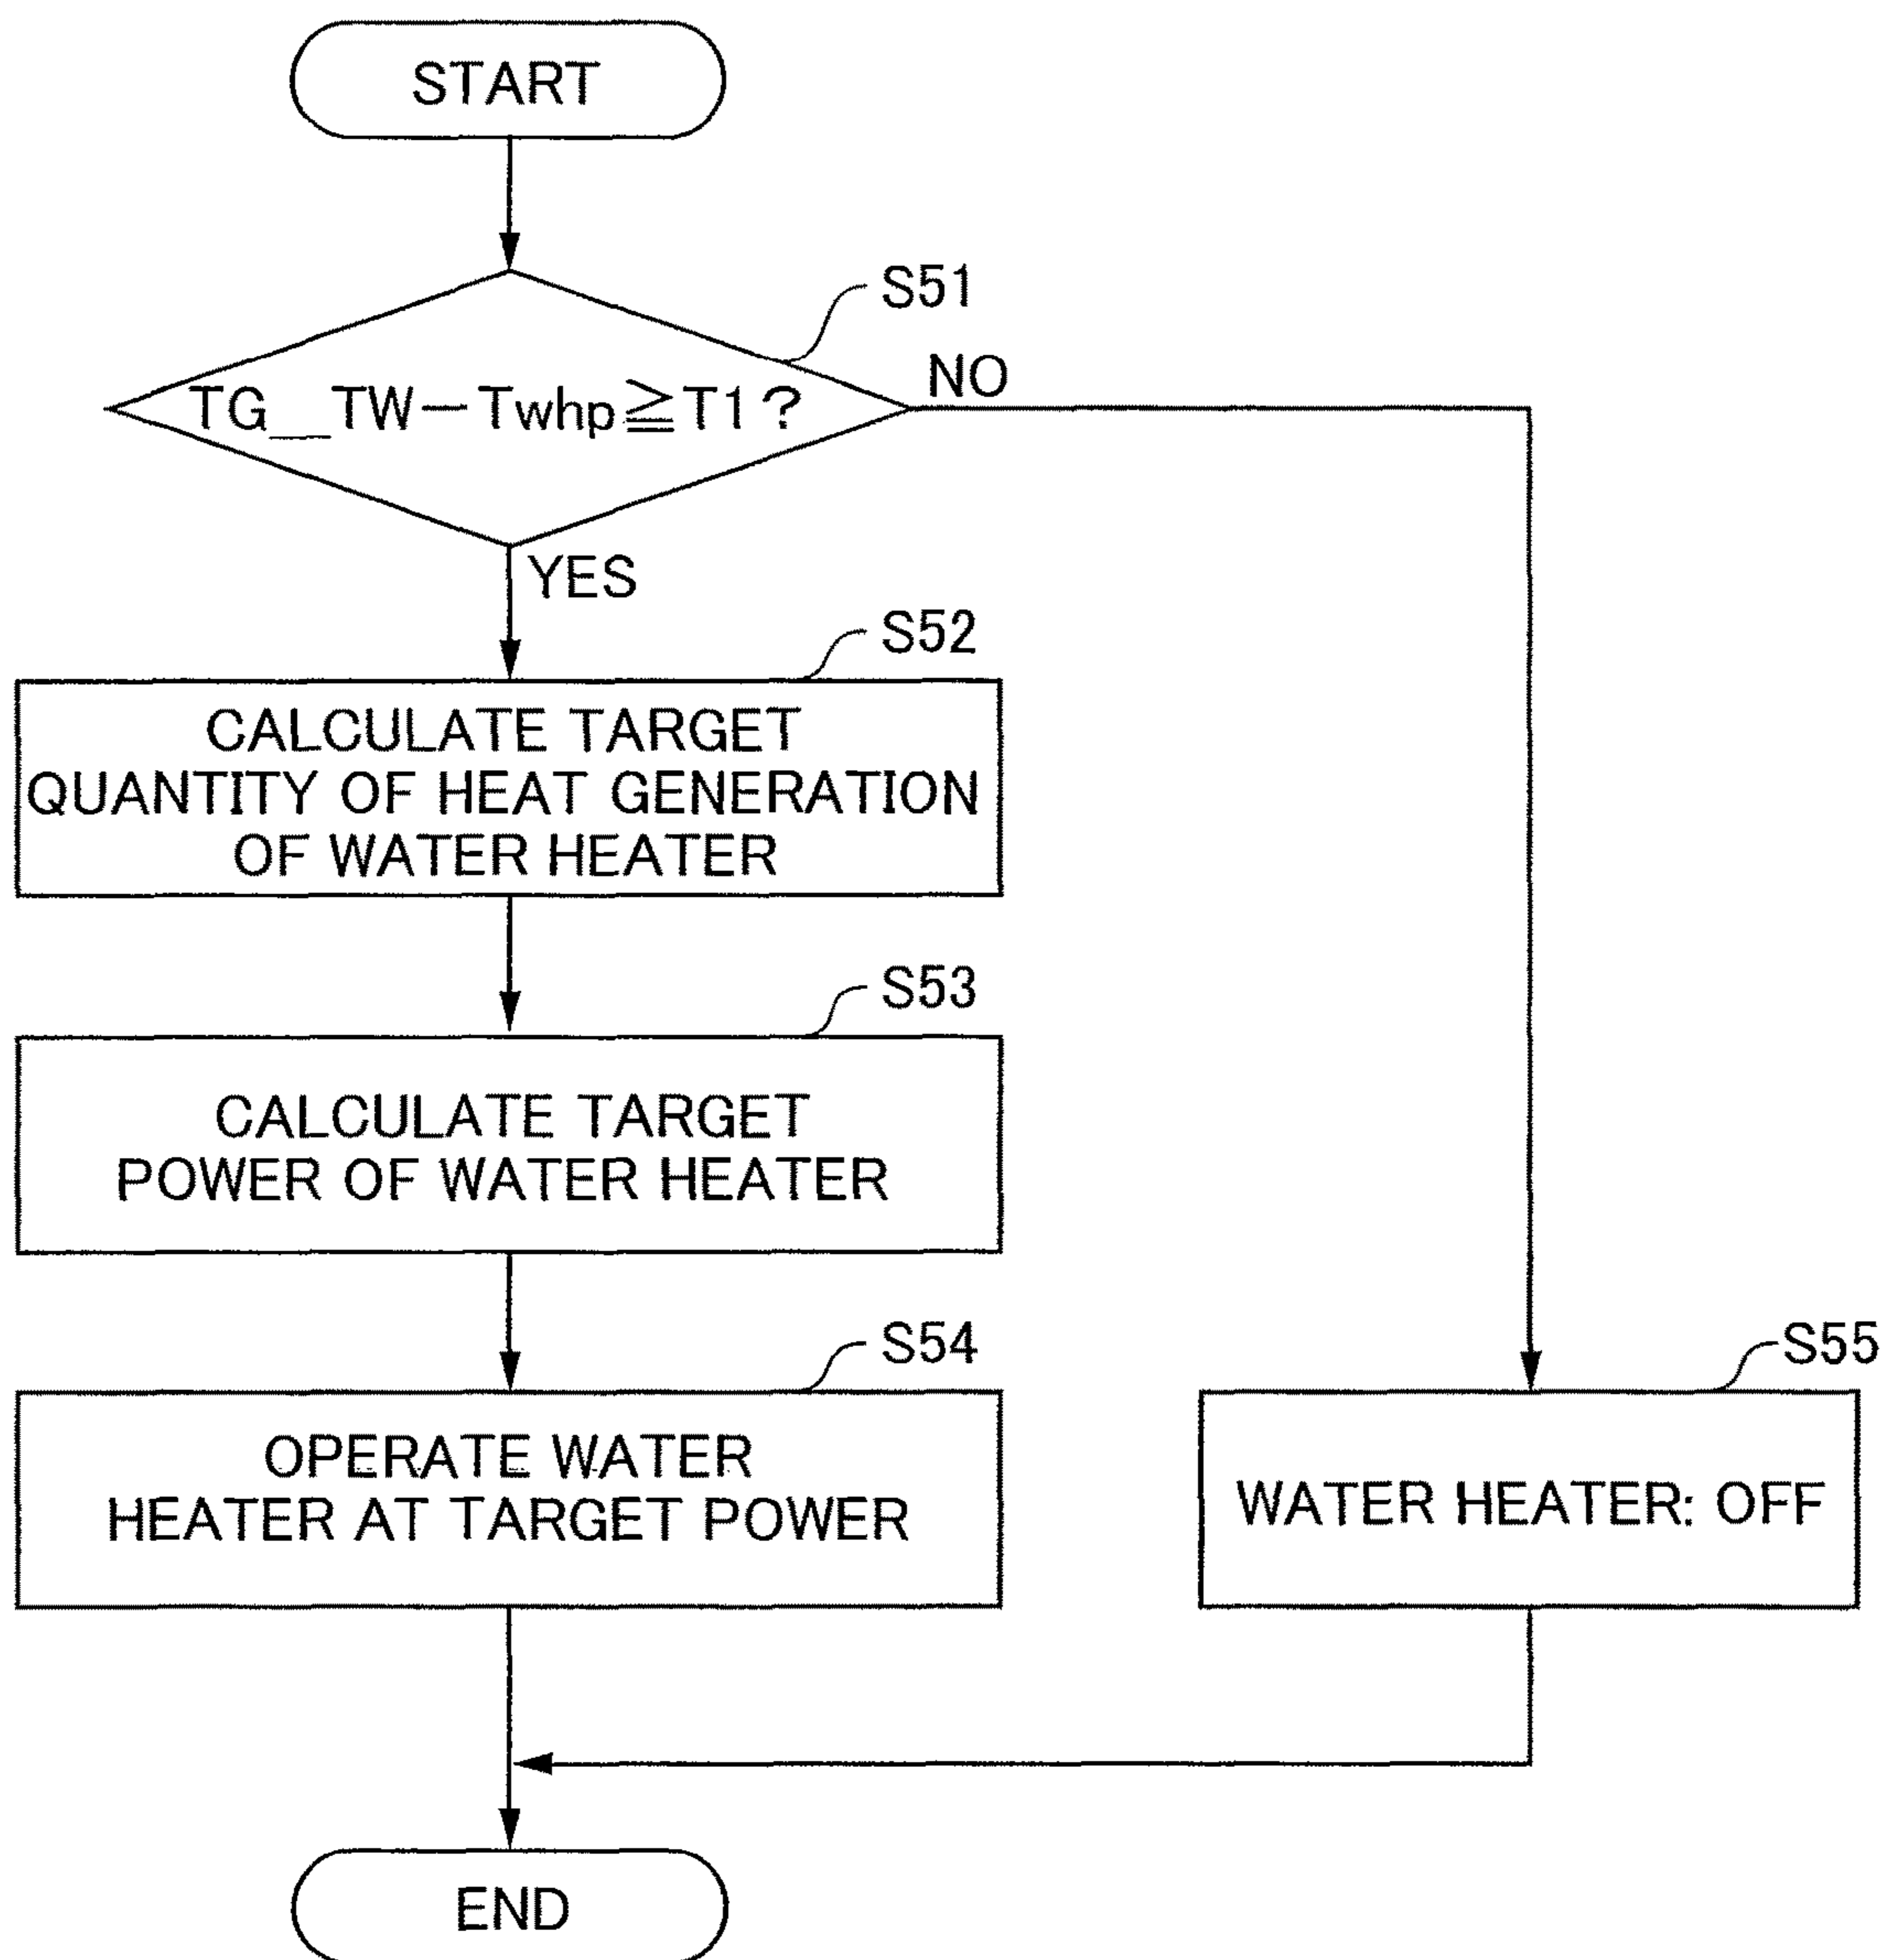 START
S51
TG__TW-Twhp≧T1?
NO
YES
S52
CALCULATE TARGET
QUANTITY OF HEAT GENERATION
OF WATER HEATER
S53
CALCULATE TARGET
POWER OF WATER HEATER
S54
OPERATE WATER
HEATER AT TARGET POWER
S55
WATER HEATER: OFF
END